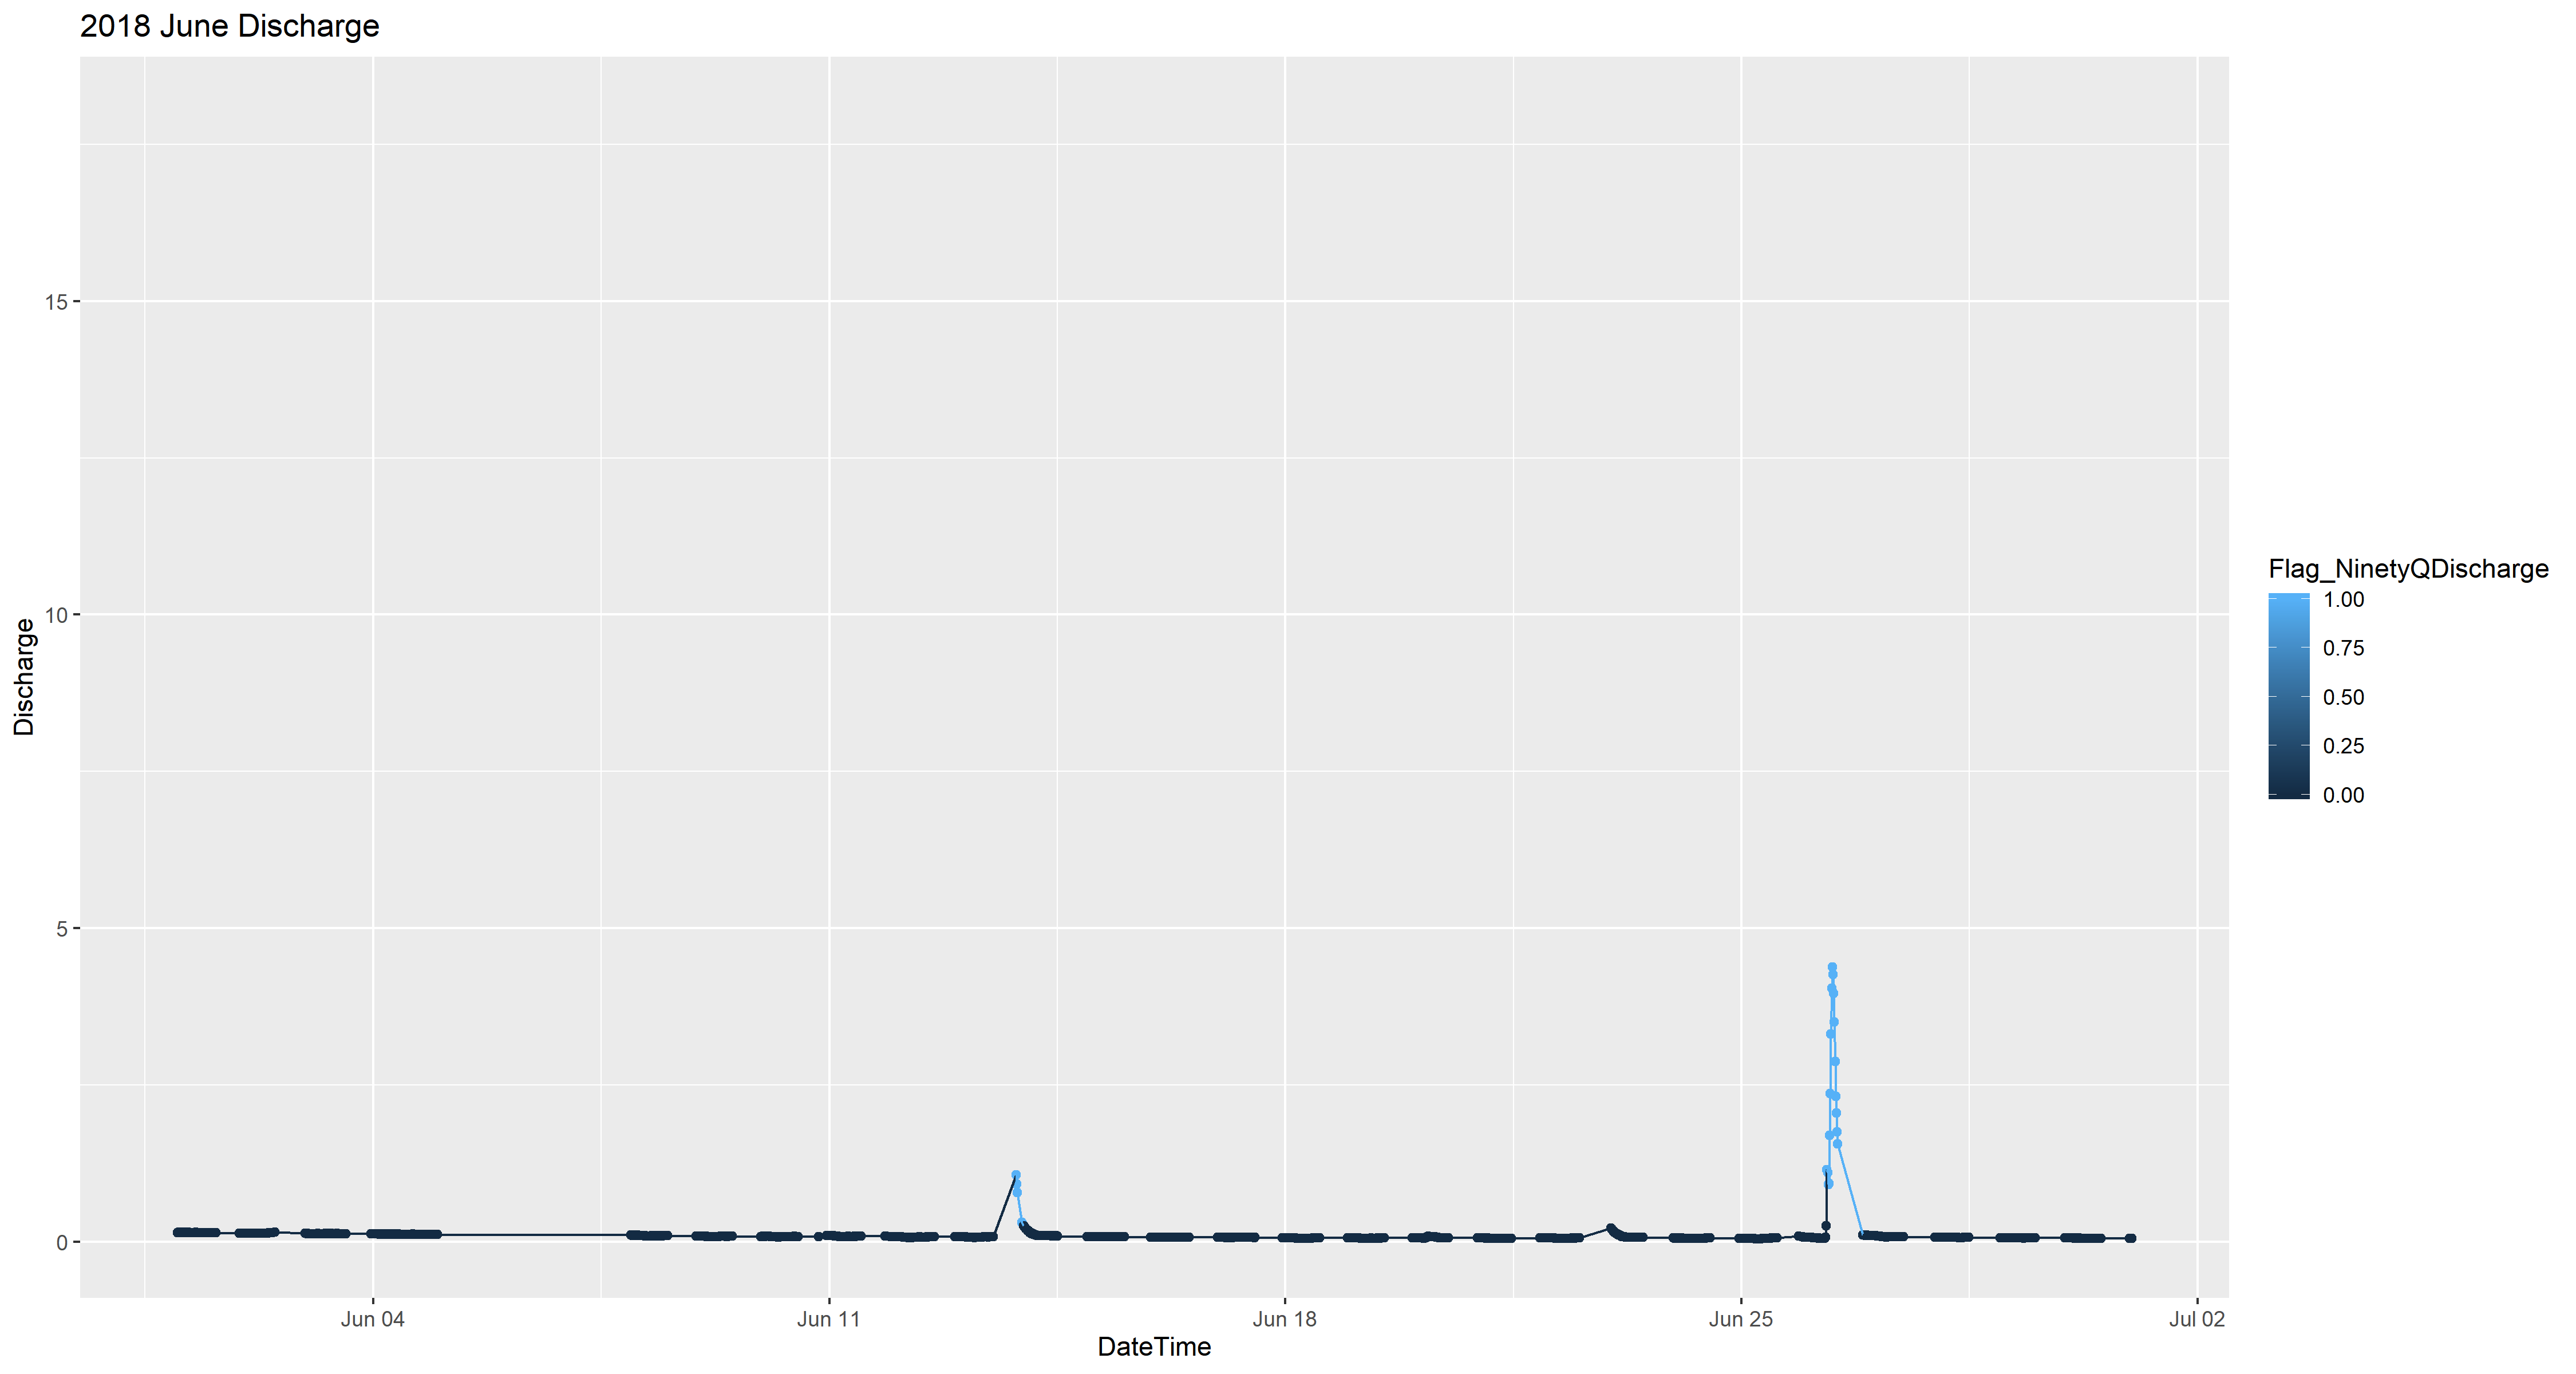 2018 June Discharge
15
10
5
0
Discharge
Jun 04
Jun 11
Jun 18
Jun 25
Jul 02
DateTime
Flag_NinetyQDischarge
1.00
0.75
0.50
0.25
0.00